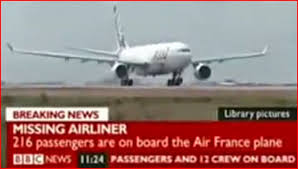 BREAKING NEWS
Library pictures
MISSING AIRLINER
216 passengers are on board the Air France plane
BBC NEWS 11:24 PASSENGERS AND 12 CREW ON BOARD